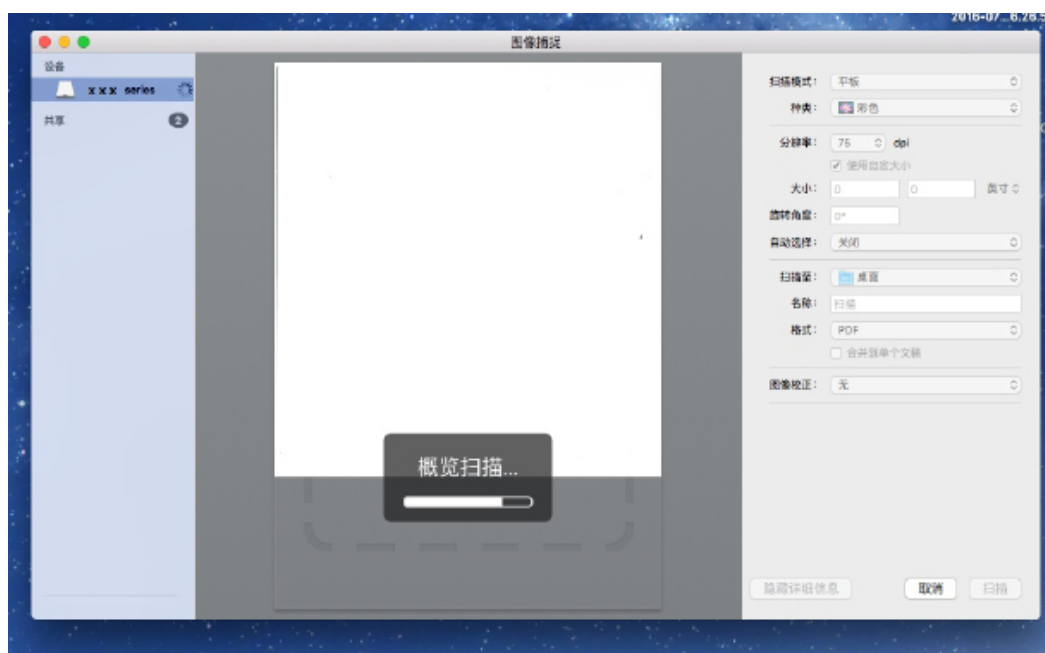 2016-07...6.26.5
图像捕捉
设备
x x x series
共享
2
概览扫描...
扫描模式： 平板
种类： 彩色
分辨率： 75 dpi
使用自定大小
大小： 0 0 英寸
旋转角度： 0°
自动选择： 关闭
扫描至： 桌面
名称： 扫描
格式： PDF
合并到单个文稿
图像校正： 无
隐藏详细信息 取消 扫描